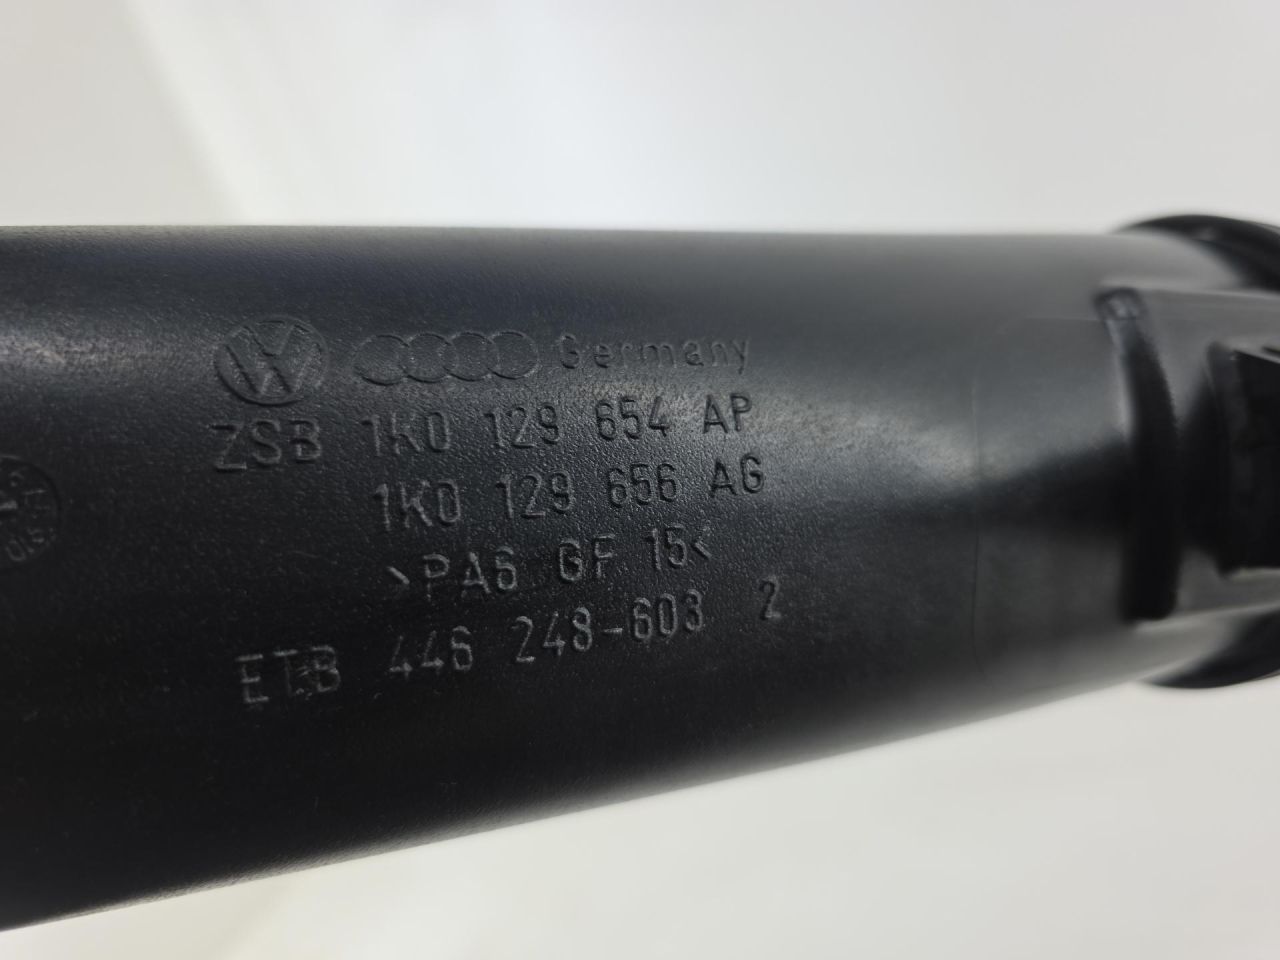 Germany
ZSB 1K0 129 654 AP
1K0 129 656 AG
>PA6 GF 15<
ETB 446 248-603 2